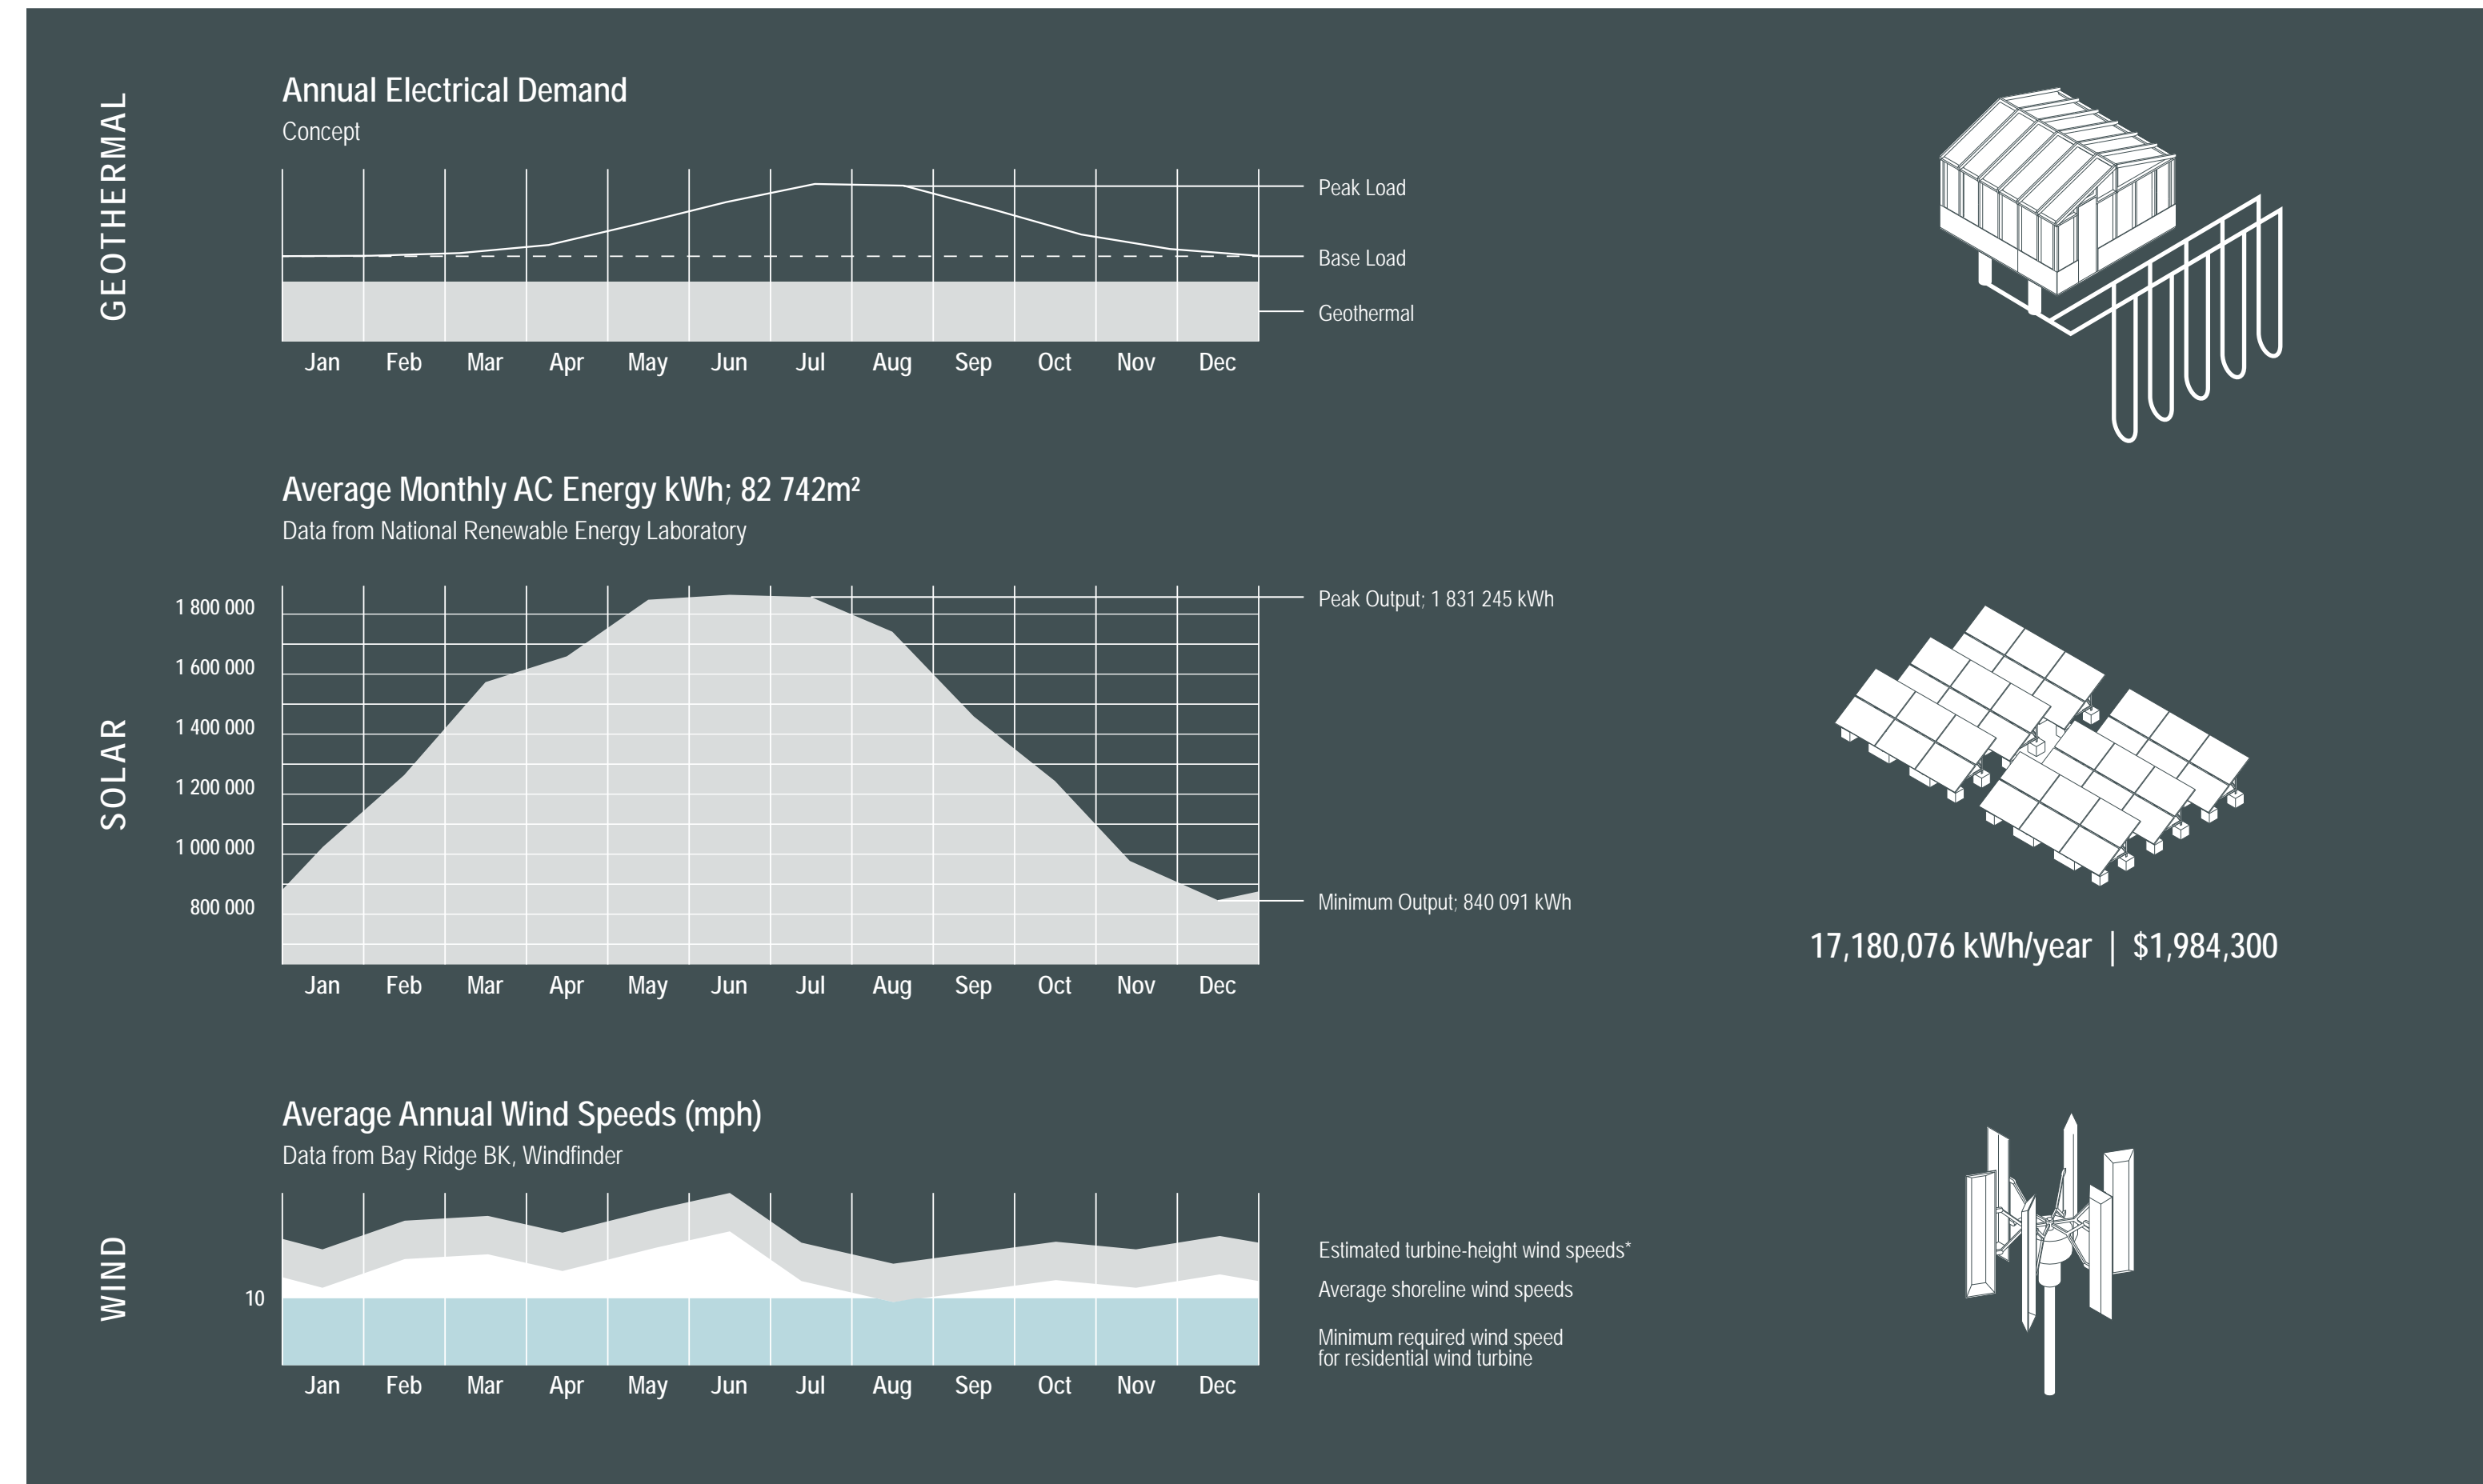 GEOTHERMAL
Annual Electrical Demand
Concept
Peak Load
Base Load
Geothermal
Jan Feb Mar Apr May Jun Jul Aug Sep Oct Nov Dec
SOLAR
Average Monthly AC Energy kWh; 82 742m²
Data from National Renewable Energy Laboratory
1 800 000
1 600 000
1 400 000
1 200 000
1 000 000
800 000
Peak Output; 1 831 245 kWh
Minimum Output; 840 091 kWh
Jan Feb Mar Apr May Jun Jul Aug Sep Oct Nov Dec
17,180,076 kWh/year | $1,984,300
WIND
Average Annual Wind Speeds (mph)
Data from Bay Ridge BK, Windfinder
10
Estimated turbine-height wind speeds*
Average shoreline wind speeds
Minimum required wind speed
for residential wind turbine
Jan Feb Mar Apr May Jun Jul Aug Sep Oct Nov Dec